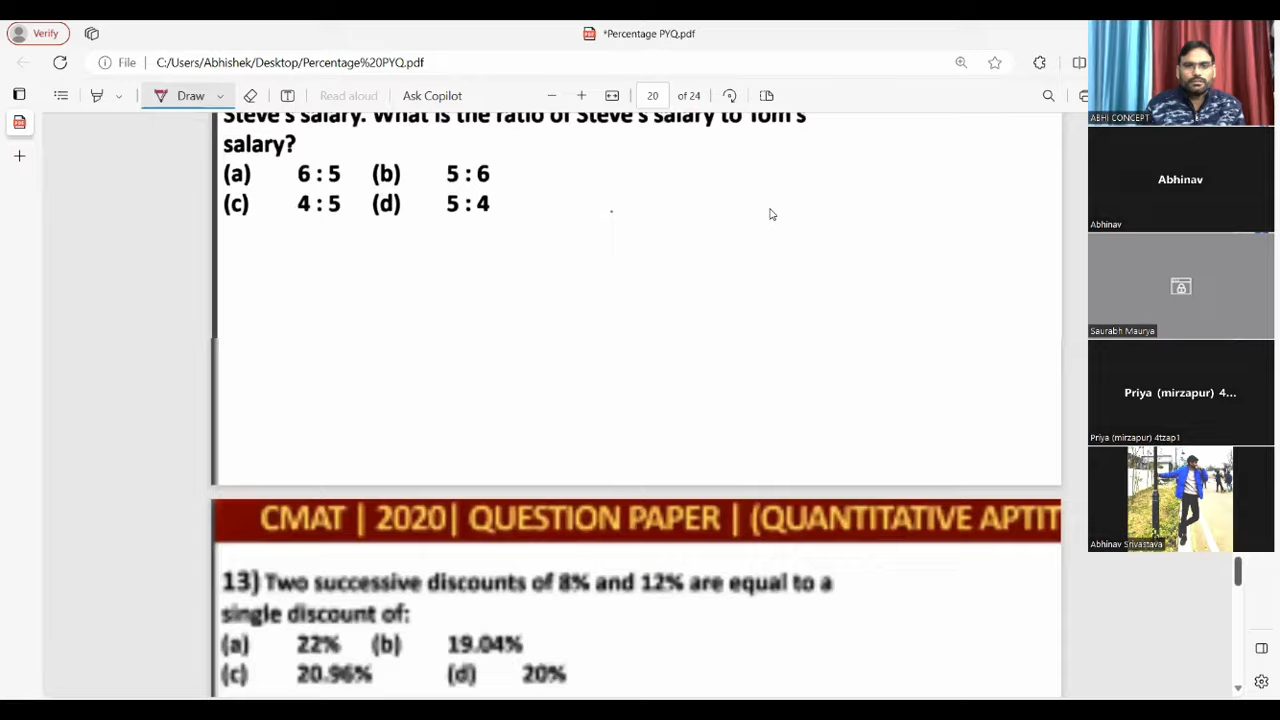 Verify
*Percentage PYQ.pdf
File
C:/Users/Abhishek/Desktop/Percentage%20PYQ.pdf
Draw
Read aloud
Ask Copilot
20
of 24
Steve's salary. What is the ratio of Steve's salary to Tom's
salary?
(a) 6 : 5 (b) 5 : 6
(c) 4 : 5 (d) 5 : 4
CMAT | 2020| QUESTION PAPER | (QUANTITATIVE APTIT
13) Two successive discounts of 8% and 12% are equal to a
single discount of:
(a) 22% (b) 19.04%
(c) 20.96% (d) 20%
ABHI CONCEPT
Abhinav
Abhinav
Saurabh Maurya
Priya (mirzapur) 4...
Priya (mirzapur) 4tzap1
Abhinav Srivastava